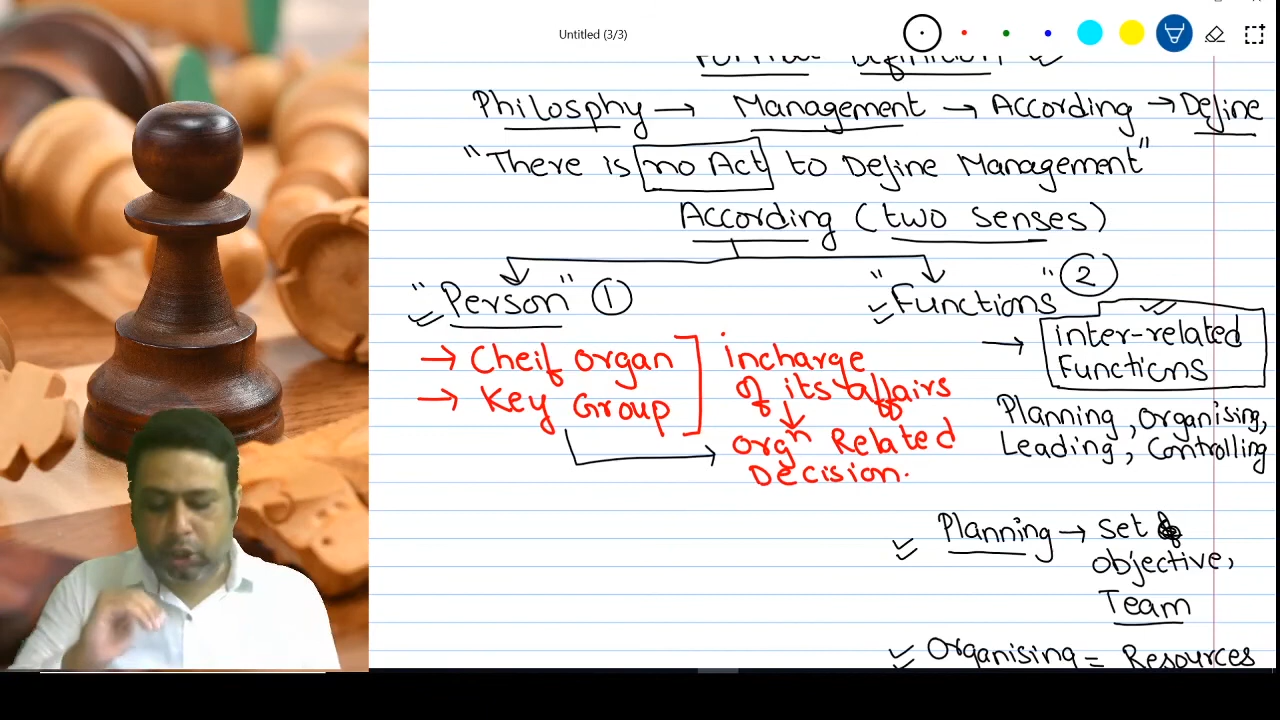 Untitled (3/3)
Formal Definition
Philosphy → Management → According → Define
"There is no Act to Define Management"
According (two senses)
"Person" ①
"Functions" ②
→ Cheif organ
→ Key Group
incharge
of its affairs
orgⁿ Related
Decision.
→ inter-related
Functions
Planning, Organising,
Leading, Controlling
Planning → Set
objective,
Team
Organising = Resources